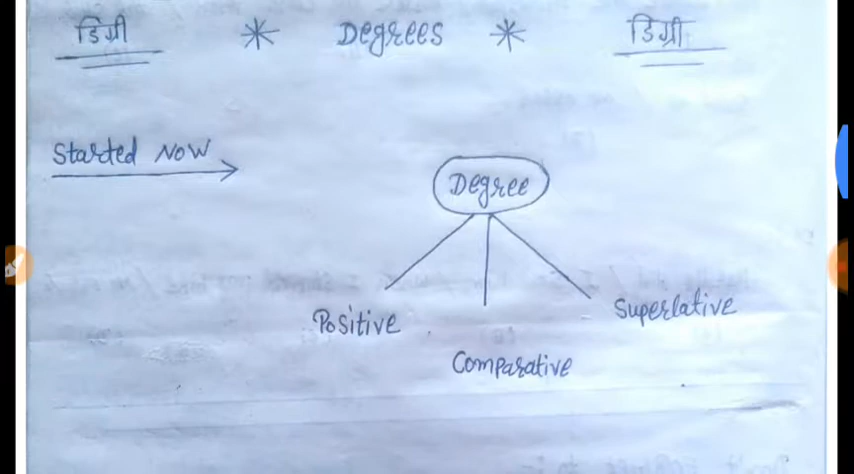 डिग्री * Degrees * डिग्री
Started NOW
Degree
Positive
Superlative
Comparative